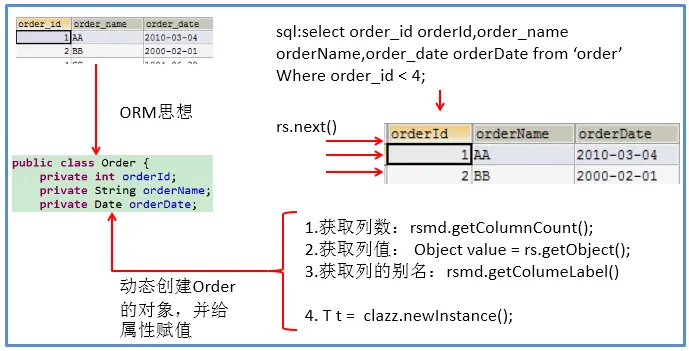 order_id order_name order_date
1 AA 2010-03-04
2 BB 2000-02-01
ORM思想
public class Order {
private int orderId;
private String orderName;
private Date orderDate;
动态创建Order
的对象，并给
属性赋值
sql:select order_id orderId,order_name
orderName,order_date orderDate from ‘order’
Where order_id < 4;
rs.next()
orderId orderName orderDate
1 AA 2010-03-04
2 BB 2000-02-01
1.获取列数：rsmd.getColumnCount();
2.获取列值： Object value = rs.getObject();
3.获取列的别名：rsmd.getColumeLabel()
4. T t = clazz.newInstance();